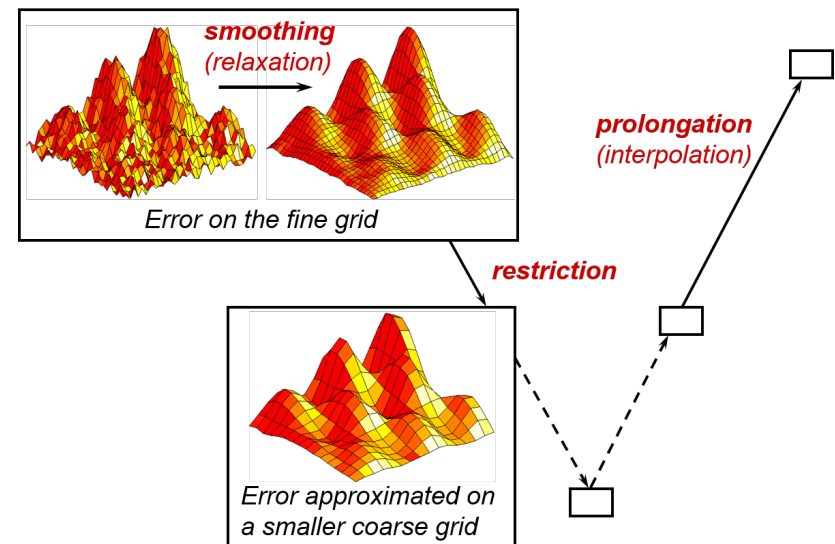 smoothing
(relaxation)
Error on the fine grid
prolongation
(interpolation)
restriction
Error approximated on
a smaller coarse grid